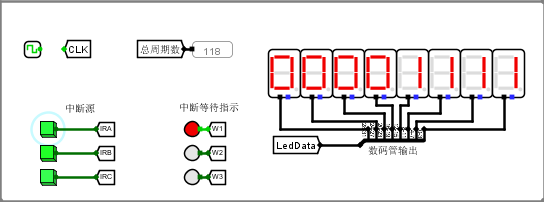 CLK
总周期数 118
00001111
中断源
中断等待指示
IRA
W1
IRB
W2
IRC
W3
LedData
数码管输出